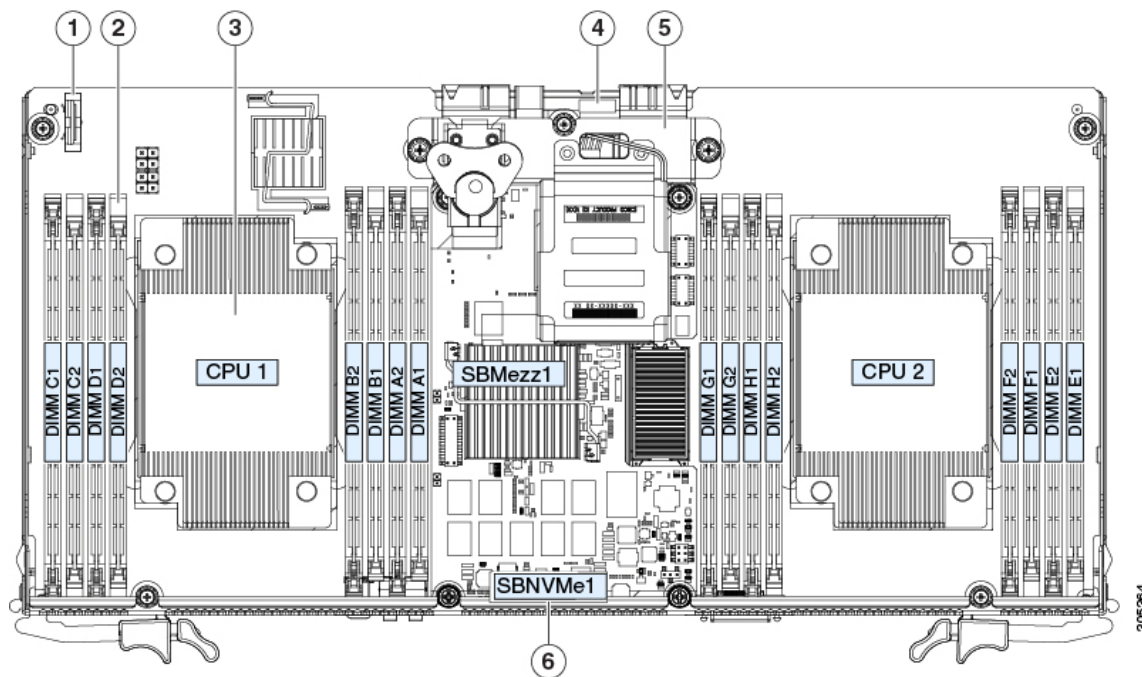 1
2
3
4
5
DIMM C1
DIMM C2
DIMM D1
DIMM D2
CPU 1
DIMM B2
DIMM B1
DIMM A2
DIMM A1
SBMezz1
DIMM G1
DIMM G2
DIMM H1
DIMM H2
CPU 2
DIMM F2
DIMM F1
DIMM E2
DIMM E1
SBNVMe1
6